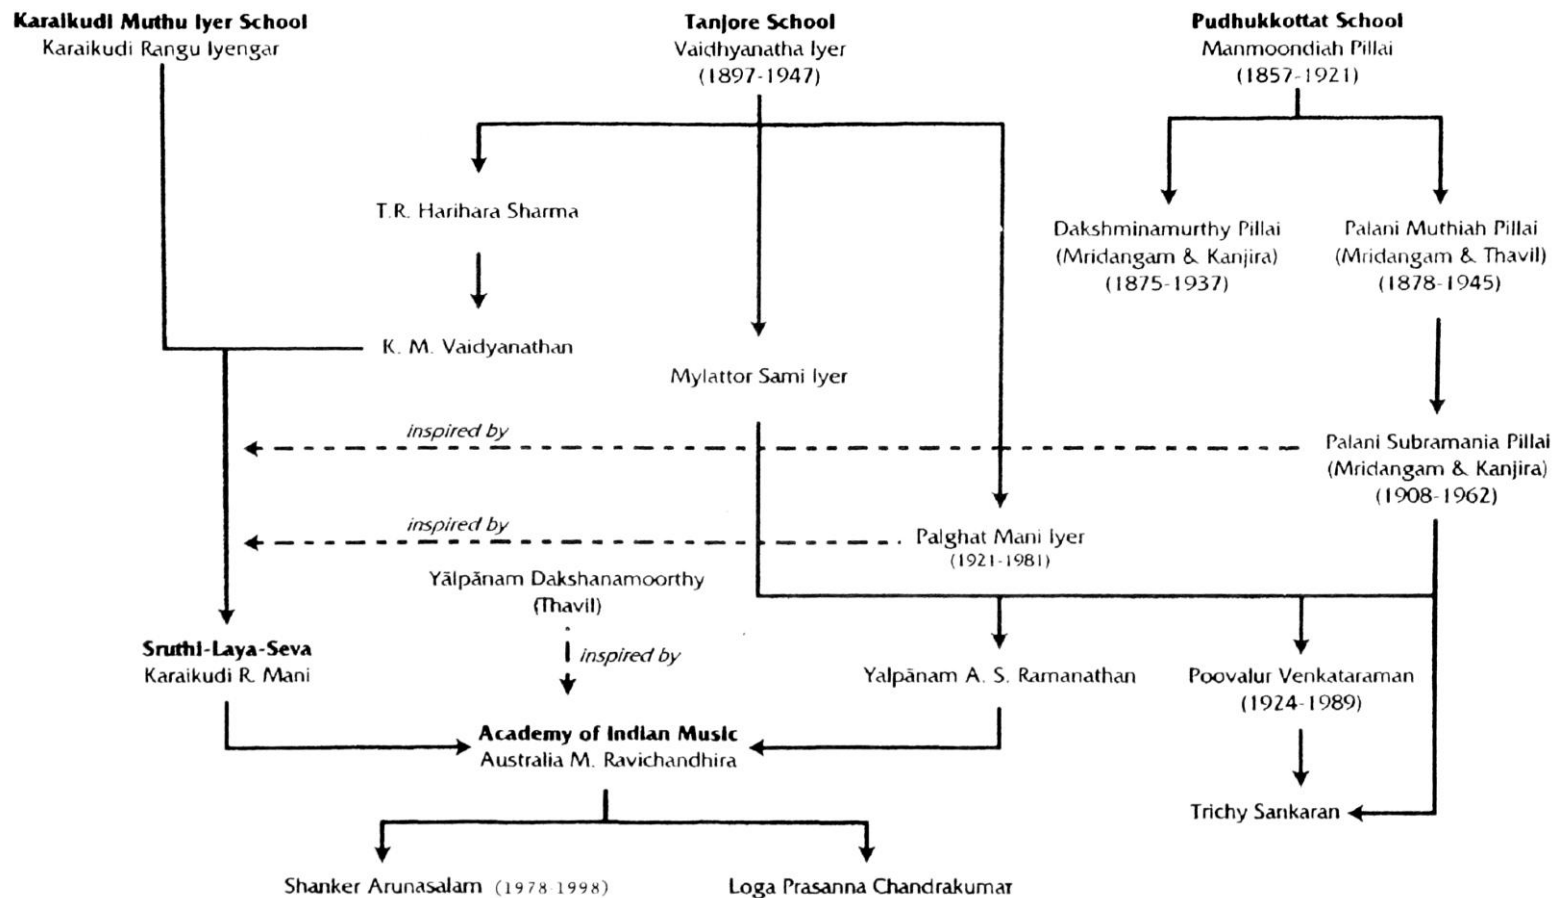 Karaikudi Muthu Iyer School
Karaikudi Rangu Iyengar
Tanjore School
Vaidhyanatha Iyer
(1897-1947)
Pudhukkottat School
Manmoondiah Pillai
(1857-1921)
T.R. Harihara Sharma
Dakshminamurthy Pillai
(Mridangam & Kanjira)
(1875-1937)
Palani Muthiah Pillai
(Mridangam & Thavil)
(1878-1945)
K. M. Vaidyanathan
Mylattor Sami Iyer
inspired by
Palani Subramania Pillai
(Mridangam & Kanjira)
(1908-1962)
inspired by
Palghat Mani Iyer
(1921-1981)
Yālpānam Dakshanamoorthy
(Thavil)
inspired by
Sruthi-Laya-Seva
Karaikudi R. Mani
Yalpānam A. S. Ramanathan
Poovalur Venkataraman
(1924-1989)
Academy of Indian Music
Australia M. Ravichandhira
Trichy Sankaran
Shanker Arunasalam (1978-1998)
Loga Prasanna Chandrakumar